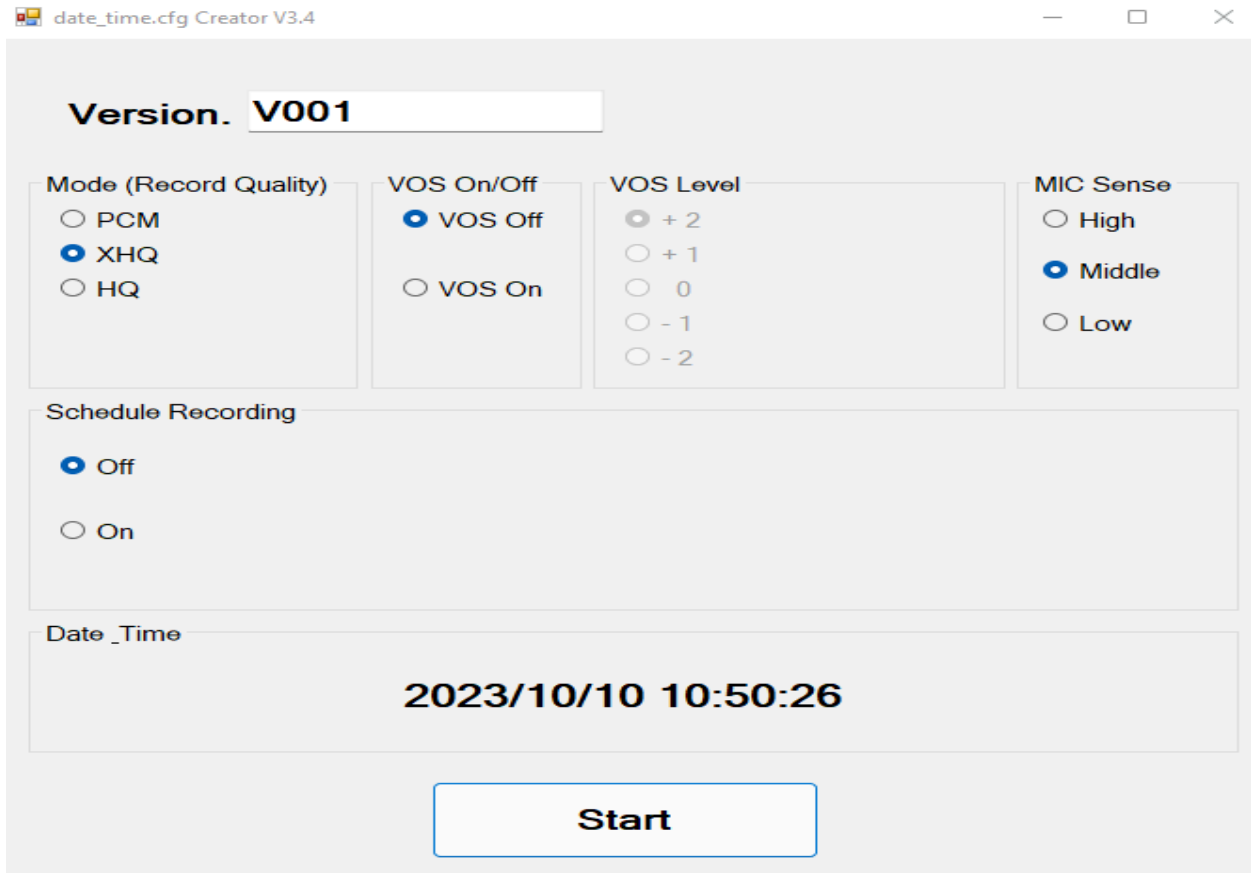 date_time.cfg Creator V3.4
Version. V001
Mode (Record Quality)
PCM
XHQ
HQ
VOS On/Off
VOS Off
VOS On
VOS Level
+ 2
+ 1
0
- 1
- 2
MIC Sense
High
Middle
Low
Schedule Recording
Off
On
Date _Time
2023/10/10 10:50:26
Start